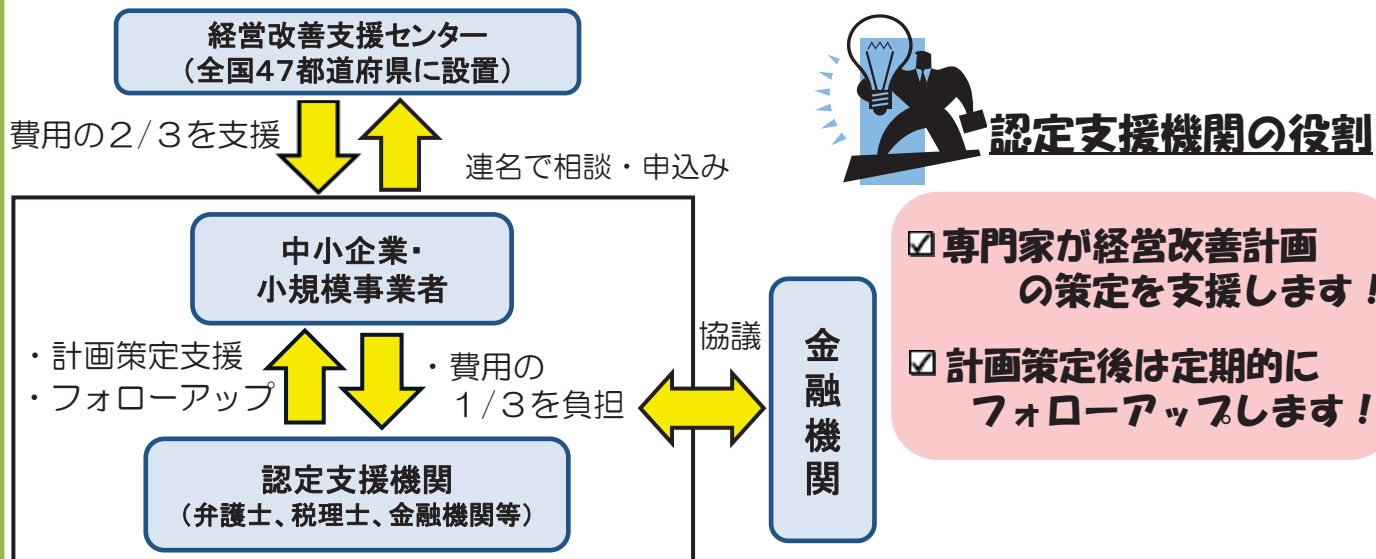 経営改善支援センター
（全国47都道府県に設置）
費用の２/３を支援
連名で相談・申込み
中小企業・
小規模事業者
・計画策定支援
・フォローアップ
・費用の
１/３を負担
認定支援機関
（弁護士、税理士、金融機関等）
協議
金融機関
認定支援機関の役割
☑専門家が経営改善計画
の策定を支援します！
☑計画策定後は定期的に
フォローアップします！